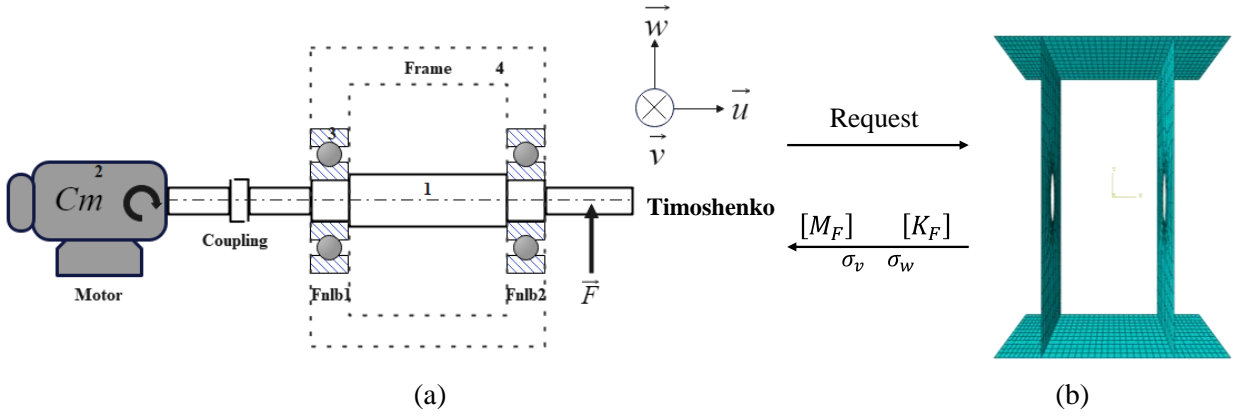 w
Frame 4
u
v
Request
3
2
Cm
1
Timoshenko
Coupling
[M_F] [K_F]
σ_v σ_w
Motor
Fnlb1
Fnlb2
F
(a)
(b)